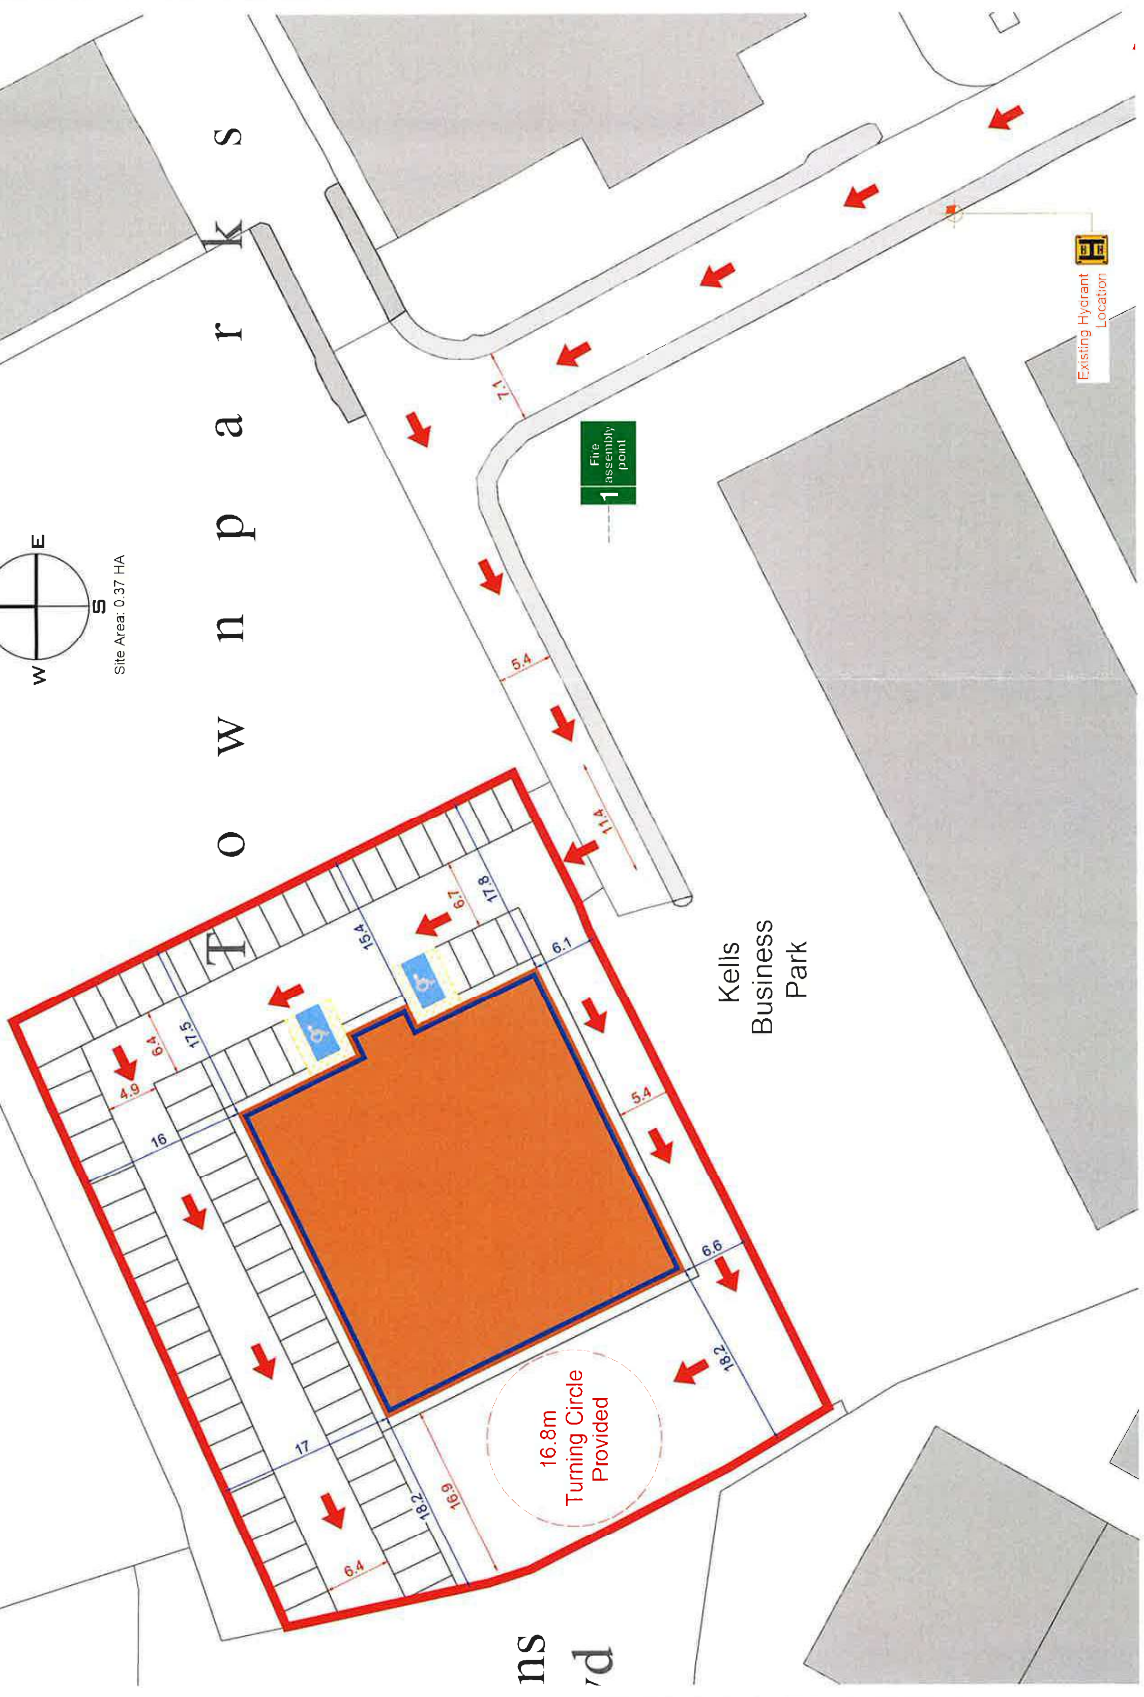 T o w n p a r k s
W
E
S
Site Area: 0.37 HA
7.1
1
Fire
assembly
point
Existing Hydrant
Location
H H
5.4
11.4
17.8
6.7
15.4
6.1
17.5
6.4
4.9
16
5.4
6.6
18.2
17
18.2
16.9
6.4
16.8m
Turning Circle
Provided
Kells
Business
Park
ns